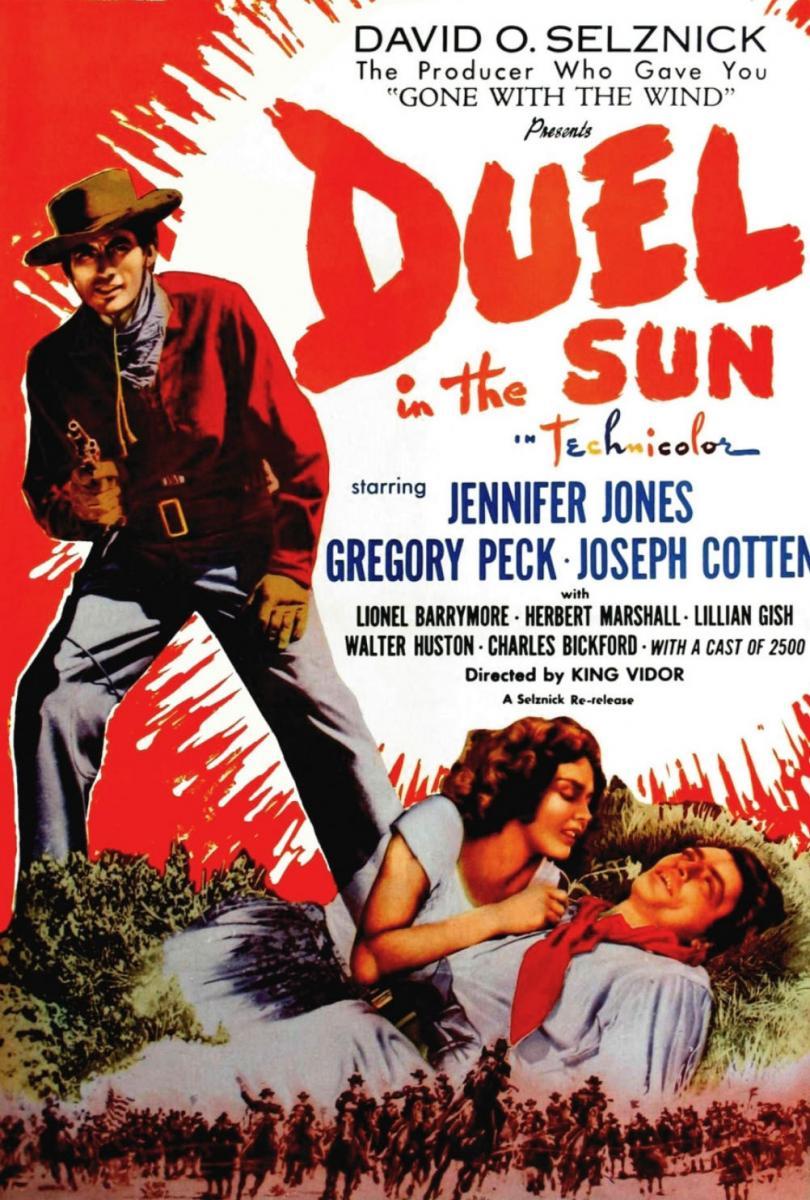 DAVID O. SELZNICK
The Producer Who Gave You
"GONE WITH THE WIND"
Presents
DUEL
in the SUN
IN Technicolor
starring JENNIFER JONES
GREGORY PECK · JOSEPH COTTEN
with
LIONEL BARRYMORE · HERBERT MARSHALL · LILLIAN GISH
WALTER HUSTON · CHARLES BICKFORD · WITH A CAST OF 2500
Directed by KING VIDOR
A Selznick Re-release